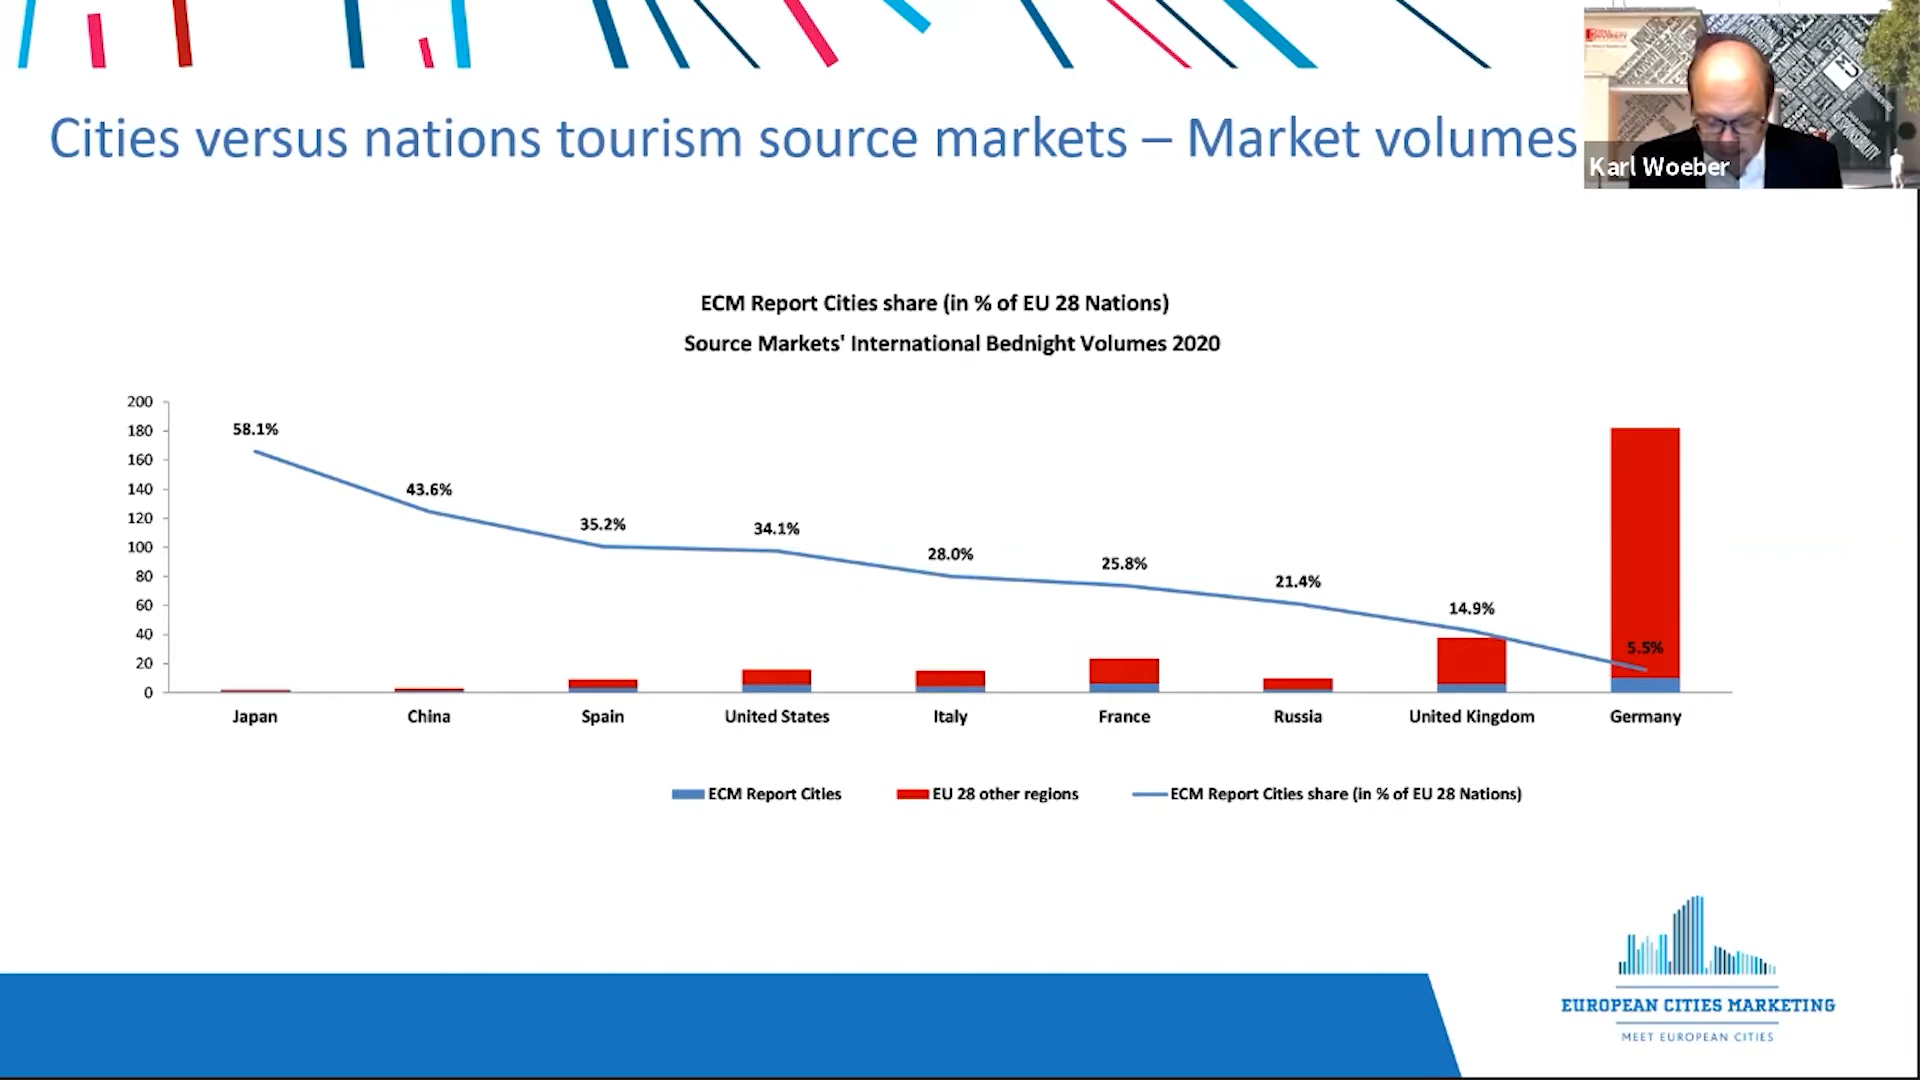 Cities versus nations tourism source markets – Market volumes
Karl Woeber
ECM Report Cities share (in % of EU 28 Nations)
Source Markets' International Bednight Volumes 2020
200
180
160
140
120
100
80
60
40
20
0
58.1%
43.6%
35.2%
34.1%
28.0%
25.8%
21.4%
14.9%
5.5%
Japan
China
Spain
United States
Italy
France
Russia
United Kingdom
Germany
ECM Report Cities
EU 28 other regions
ECM Report Cities share (in % of EU 28 Nations)
EUROPEAN CITIES MARKETING
MEET EUROPEAN CITIES